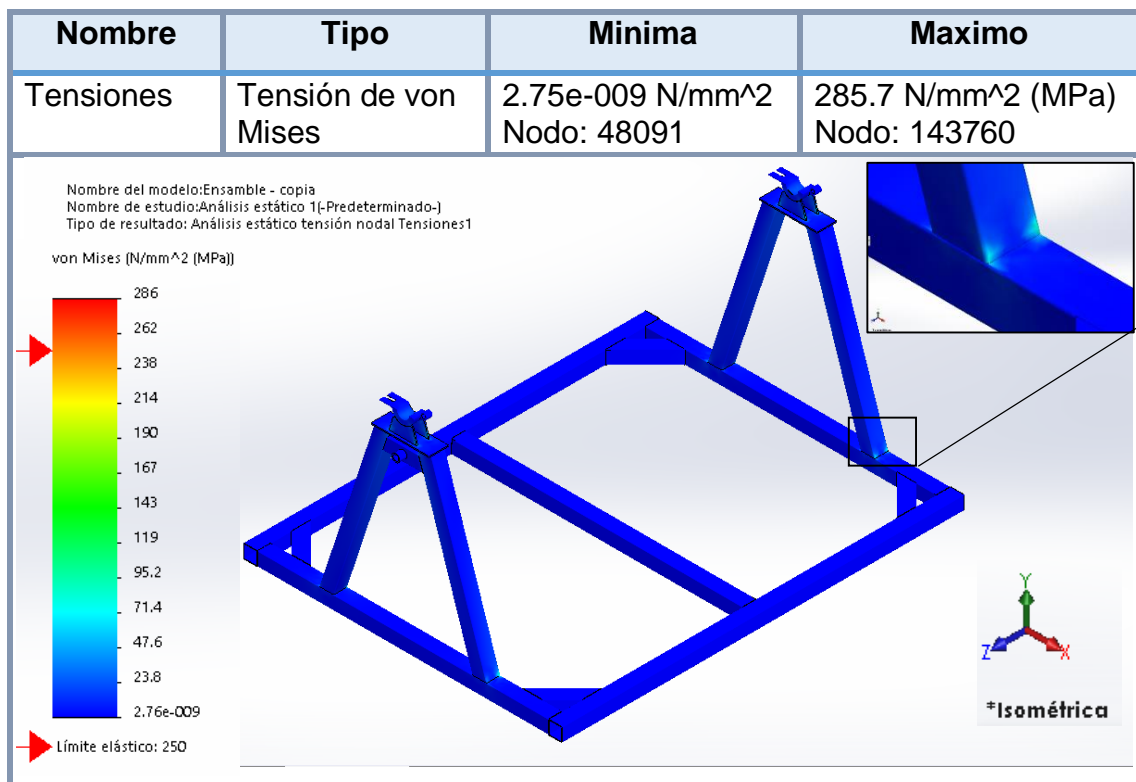 Nombre Tipo Minima Maximo
Tensiones Tensión de von 2.75e-009 N/mm^2 285.7 N/mm^2 (MPa)
Mises Nodo: 48091 Nodo: 143760
Nombre del modelo:Ensamble - copia
Nombre de estudio:Análisis estático 1(-Predeterminado-)
Tipo de resultado: Análisis estático tensión nodal Tensiones1
von Mises (N/mm^2 (MPa))
286
262
238
214
190
167
143
119
95.2
71.4
47.6
23.8
2.76e-009
Límite elástico: 250
Y
Z X
*Isométrica